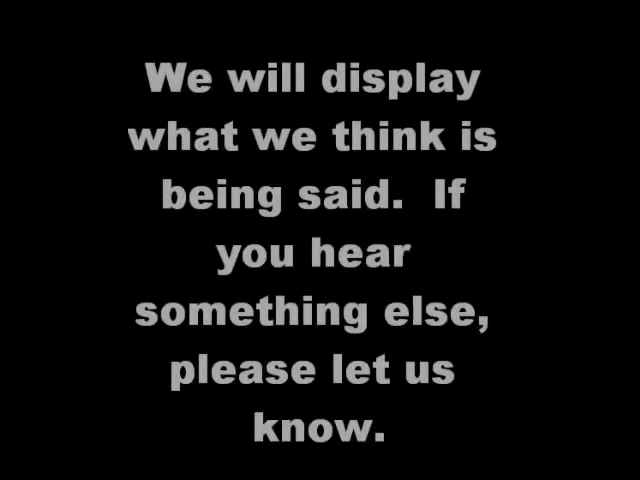 We will display
what we think is
being said.  If
you hear
something else,
please let us
know.